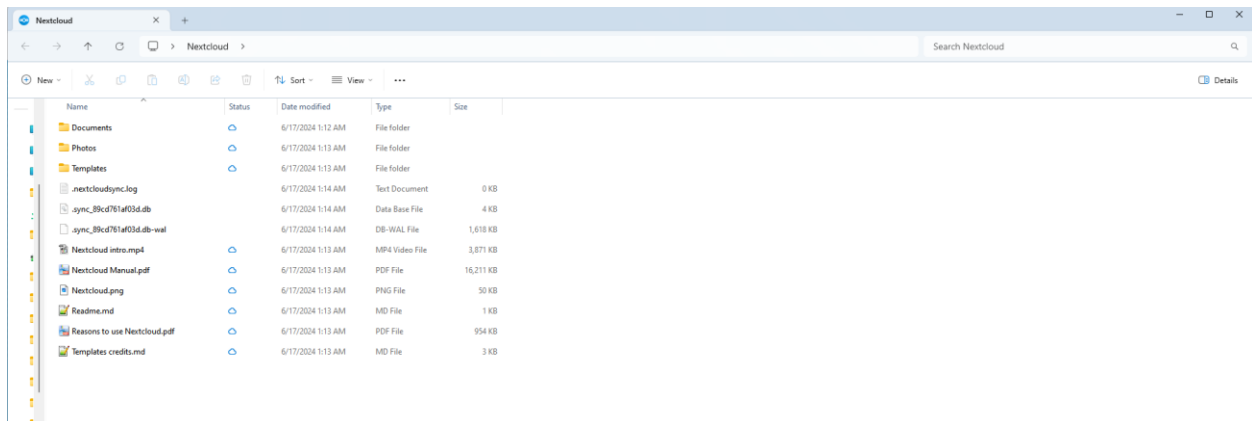 Nextcloud
Nextcloud
Search Nextcloud
New
Sort
View
Details
Name Status Date modified Type Size
Documents 6/17/2024 1:12 AM File folder
Photos 6/17/2024 1:13 AM File folder
Templates 6/17/2024 1:13 AM File folder
.nextcloudsync.log 6/17/2024 1:14 AM Text Document 0 KB
.sync_89cd761af03d.db 6/17/2024 1:14 AM Data Base File 4 KB
.sync_89cd761af03d.db-wal 6/17/2024 1:14 AM DB-WAL File 1,618 KB
Nextcloud intro.mp4 6/17/2024 1:13 AM MP4 Video File 3,871 KB
Nextcloud Manual.pdf 6/17/2024 1:13 AM PDF File 16,211 KB
Nextcloud.png 6/17/2024 1:13 AM PNG File 50 KB
Readme.md 6/17/2024 1:13 AM MD File 1 KB
Reasons to use Nextcloud.pdf 6/17/2024 1:13 AM PDF File 954 KB
Templates credits.md 6/17/2024 1:13 AM MD File 3 KB